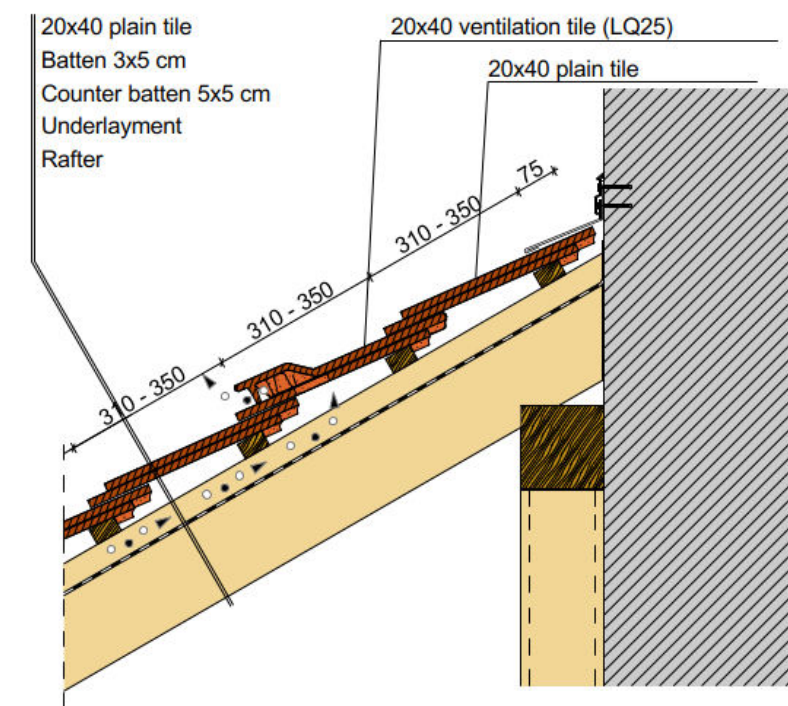 20x40 plain tile
Batten 3x5 cm
Counter batten 5x5 cm
Underlayment
Rafter
20x40 ventilation tile (LQ25)
20x40 plain tile
75
310 - 350
310 - 350
310 - 350